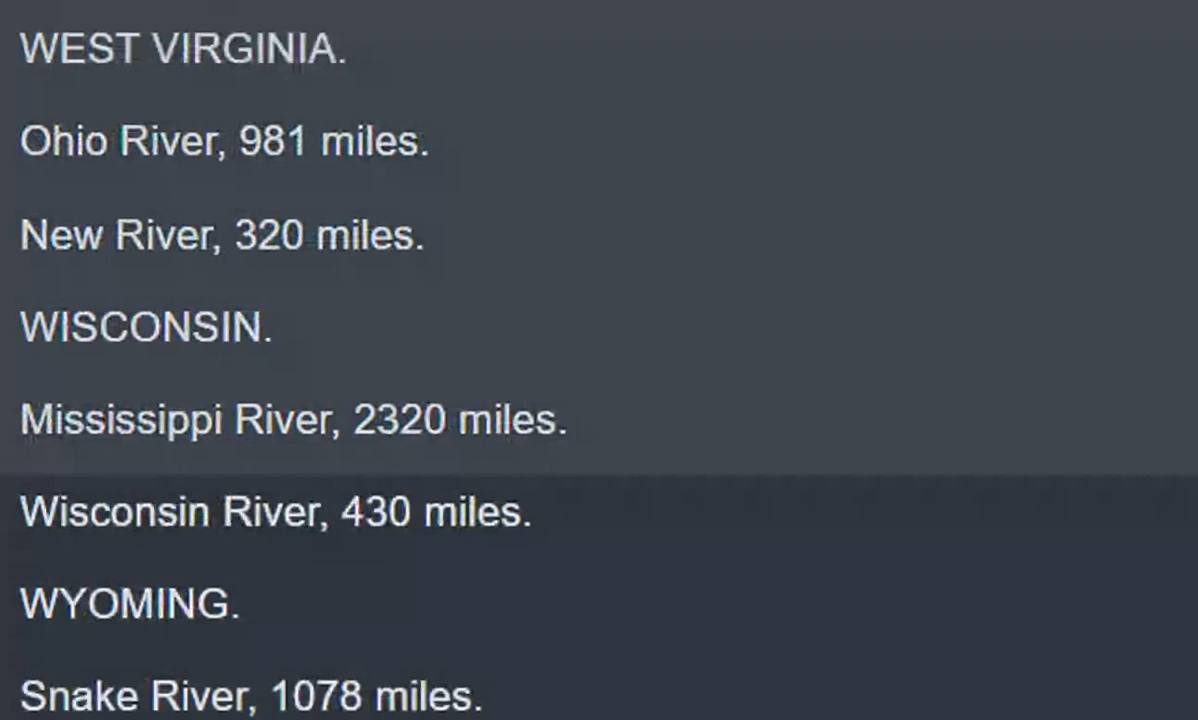 WEST VIRGINIA.
Ohio River, 981 miles.
New River, 320 miles.
WISCONSIN.
Mississippi River, 2320 miles.
Wisconsin River, 430 miles.
WYOMING.
Snake River, 1078 miles.